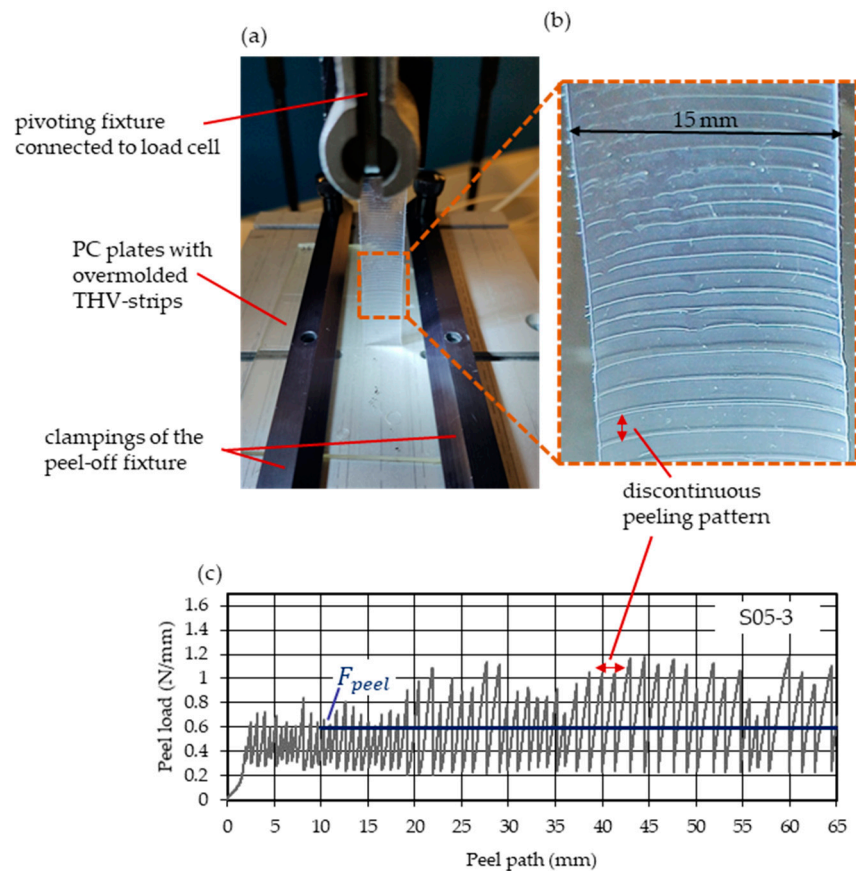 (a)
(b)
pivoting fixture
connected to load cell
15 mm
PC plates with
overmolded
THV-strips
clampings of the
peel-off fixture
discontinuous
peeling pattern
(c)
1.6
1.4
1.2
1
0.8
0.6
0.4
0.2
0
Peel load (N/mm)
S05-3
F_peel
0 5 10 15 20 25 30 35 40 45 50 55 60 65
Peel path (mm)